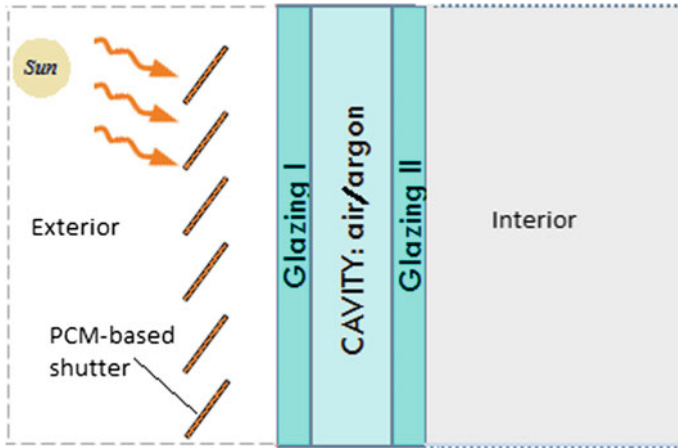 Sun
Exterior
PCM-based
shutter
Glazing I
CAVITY: air/argon
Glazing II
Interior